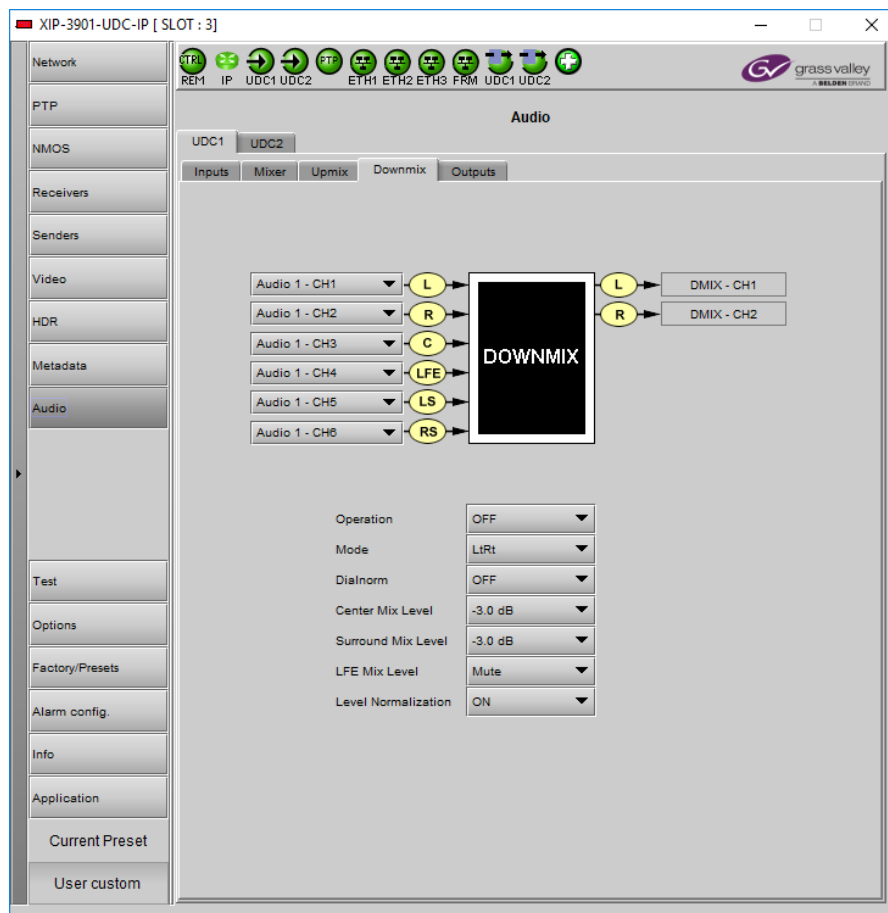 XIP-3901-UDC-IP [ SLOT : 3]
CTRL PTP
REM IP UDC1 UDC2 ETH1 ETH2 ETH3 FRM UDC1 UDC2
GV grass valley
A BELDEN BRAND
Network
PTP
NMOS
Receivers
Senders
Video
HDR
Metadata
Audio
Test
Options
Factory/Presets
Alarm config.
Info
Application
Current Preset
User custom
Audio
UDC1 UDC2
Inputs Mixer Upmix Downmix Outputs
Audio 1 - CH1 L L DMIX - CH1
Audio 1 - CH2 R R DMIX - CH2
Audio 1 - CH3 C
DOWNMIX
Audio 1 - CH4 LFE
Audio 1 - CH5 LS
Audio 1 - CH6 RS
Operation OFF
Mode LtRt
Dialnorm OFF
Center Mix Level -3.0 dB
Surround Mix Level -3.0 dB
LFE Mix Level Mute
Level Normalization ON